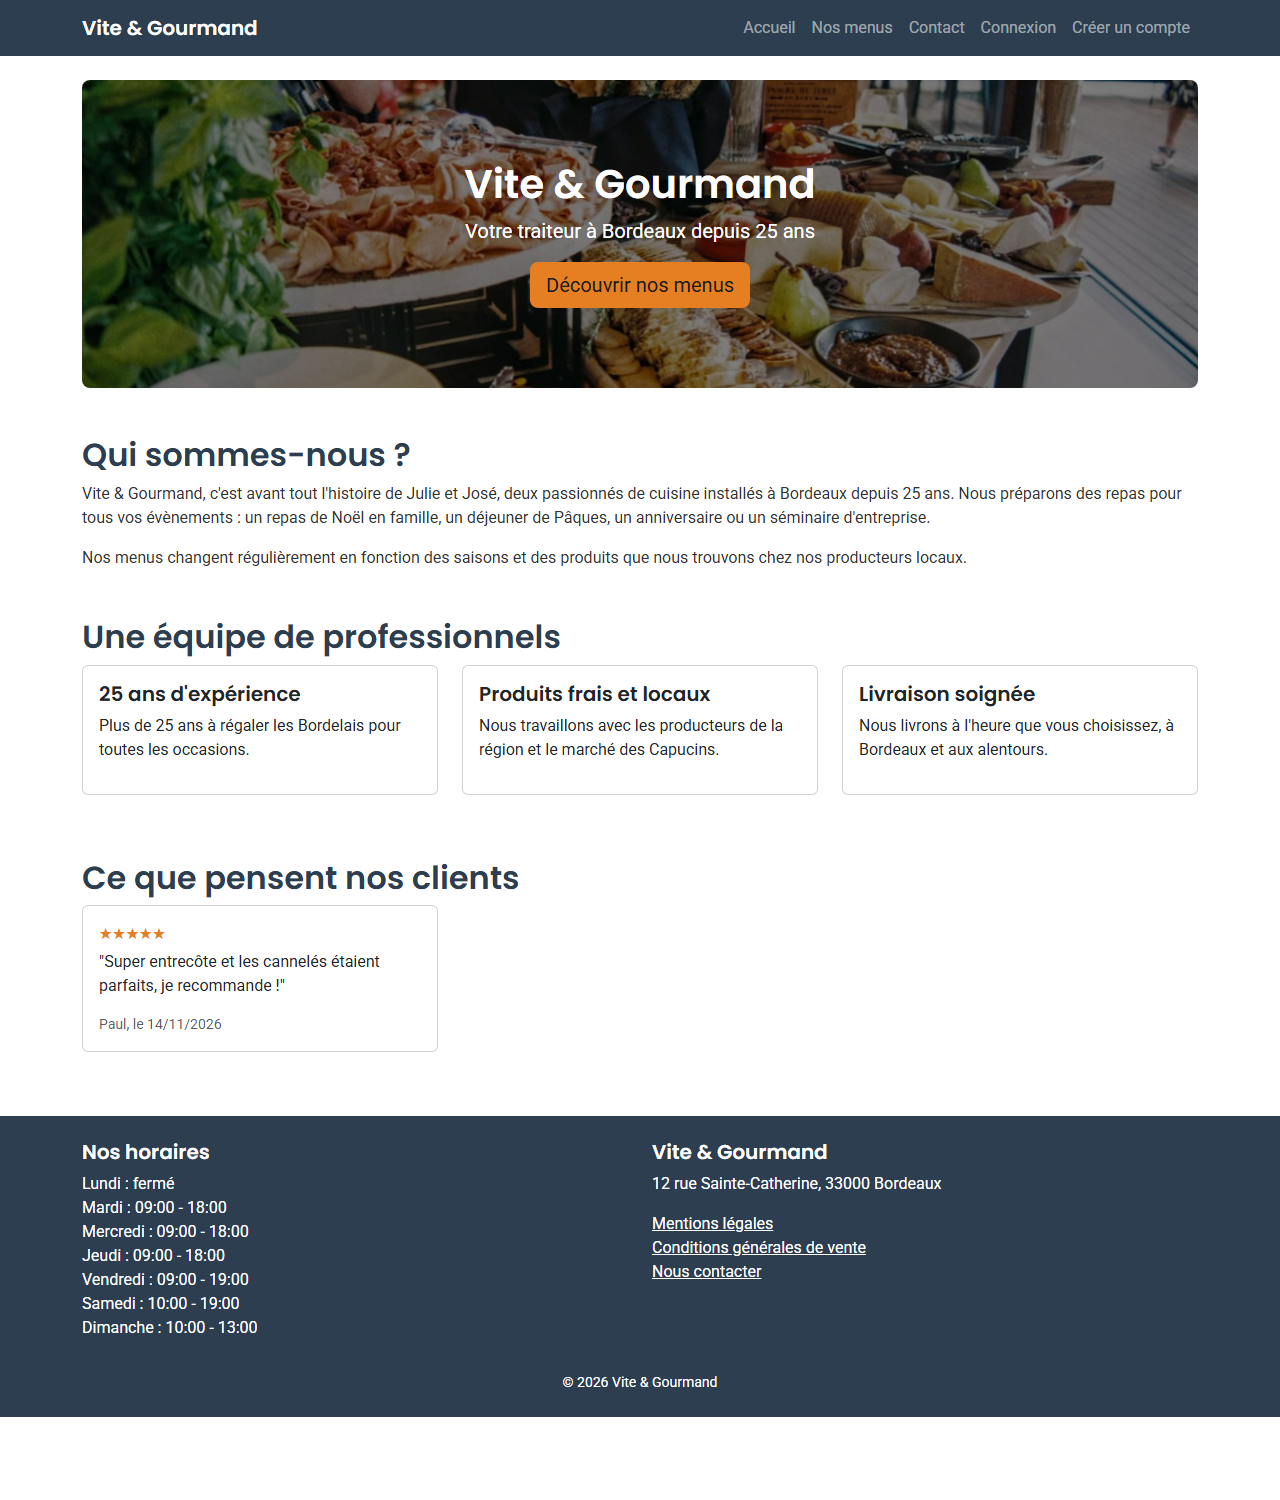 Vite & Gourmand
Accueil Nos menus Contact Connexion Créer un compte
Vite & Gourmand
Votre traiteur à Bordeaux depuis 25 ans
Découvrir nos menus
Qui sommes-nous ?
Vite & Gourmand, c'est avant tout l'histoire de Julie et José, deux passionnés de cuisine installés à Bordeaux depuis 25 ans. Nous préparons des repas pour
tous vos évènements : un repas de Noël en famille, un déjeuner de Pâques, un anniversaire ou un séminaire d'entreprise.
Nos menus changent régulièrement en fonction des saisons et des produits que nous trouvons chez nos producteurs locaux.
Une équipe de professionnels
25 ans d'expérience
Plus de 25 ans à régaler les Bordelais pour
toutes les occasions.
Produits frais et locaux
Nous travaillons avec les producteurs de la
région et le marché des Capucins.
Livraison soignée
Nous livrons à l'heure que vous choisissez, à
Bordeaux et aux alentours.
Ce que pensent nos clients
★★★★★
"Super entrecôte et les cannelés étaient
parfaits, je recommande !"
Paul, le 14/11/2026
Nos horaires
Lundi : fermé
Mardi : 09:00 - 18:00
Mercredi : 09:00 - 18:00
Jeudi : 09:00 - 18:00
Vendredi : 09:00 - 19:00
Samedi : 10:00 - 19:00
Dimanche : 10:00 - 13:00
Vite & Gourmand
12 rue Sainte-Catherine, 33000 Bordeaux
Mentions légales
Conditions générales de vente
Nous contacter
© 2026 Vite & Gourmand